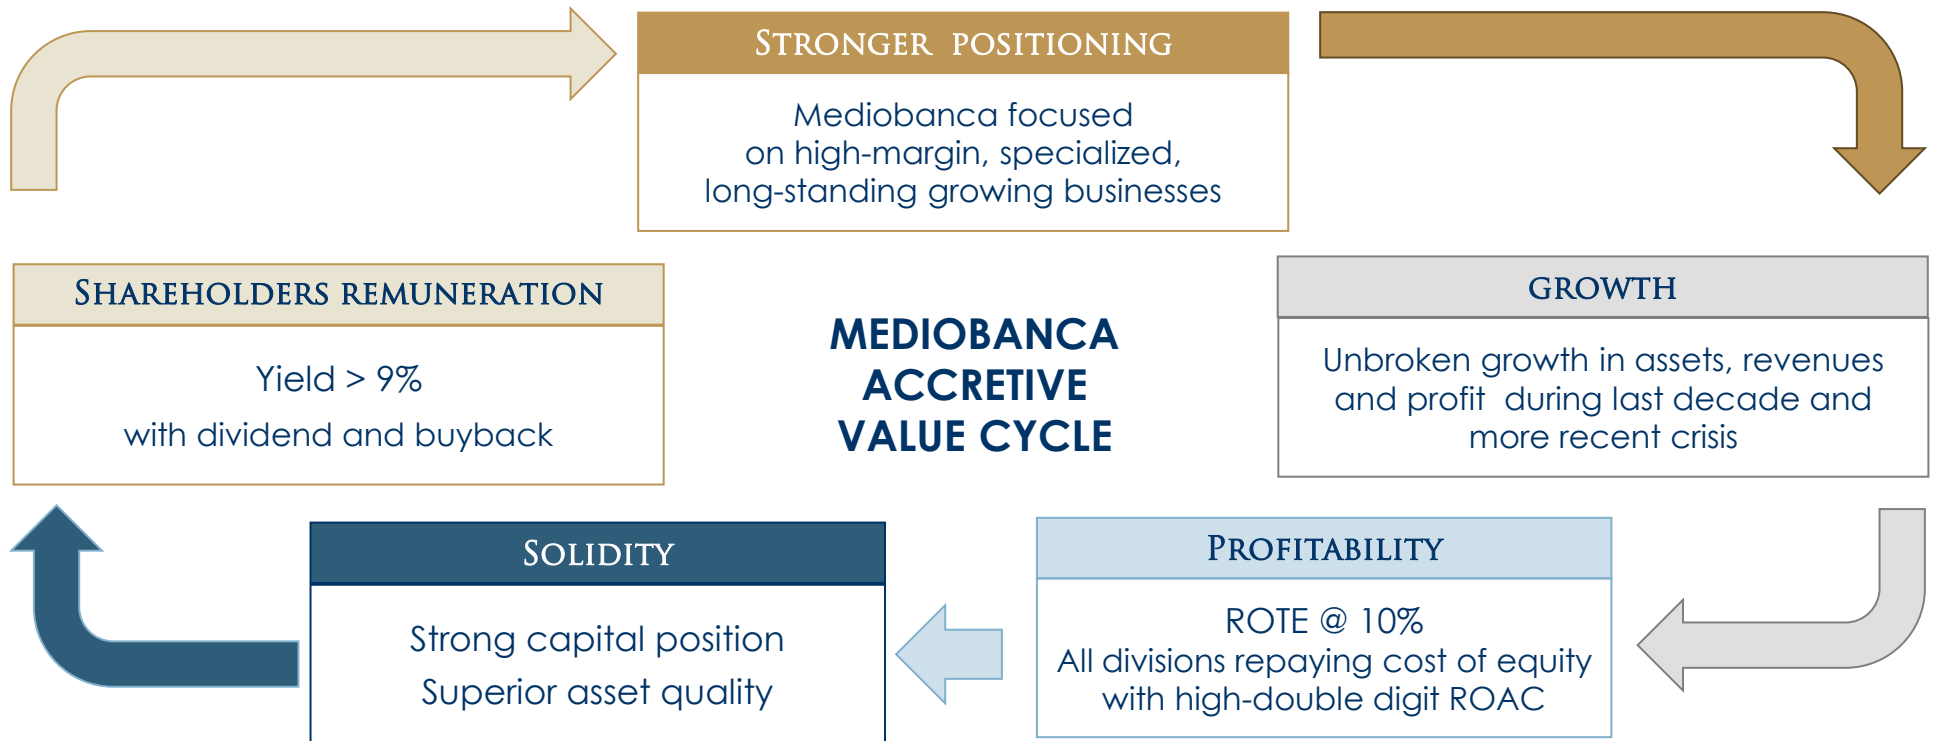 STRONGER POSITIONING
Mediobanca focused
on high-margin, specialized,
long-standing growing businesses
SHAREHOLDERS REMUNERATION
Yield > 9%
with dividend and buyback
MEDIOBANCA
ACCRETIVE
VALUE CYCLE
GROWTH
Unbroken growth in assets, revenues
and profit during last decade and
more recent crisis
SOLIDITY
Strong capital position
Superior asset quality
PROFITABILITY
ROTE @ 10%
All divisions repaying cost of equity
with high-double digit ROAC